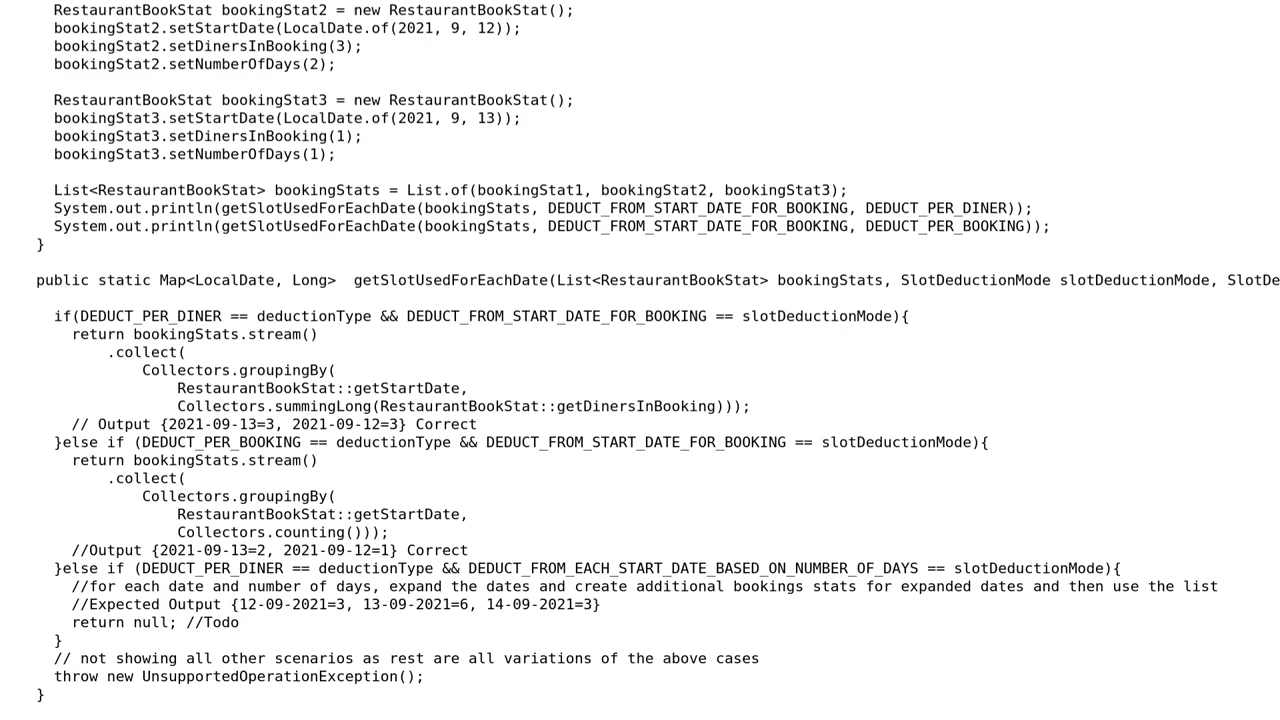 RestaurantBookStat bookingStat2 = new RestaurantBookStat();
bookingStat2.setStartDate(LocalDate.of(2021, 9, 12));
bookingStat2.setDinersInBooking(3);
bookingStat2.setNumberOfDays(2);
RestaurantBookStat bookingStat3 = new RestaurantBookStat();
bookingStat3.setStartDate(LocalDate.of(2021, 9, 13));
bookingStat3.setDinersInBooking(1);
bookingStat3.setNumberOfDays(1);
List<RestaurantBookStat> bookingStats = List.of(bookingStat1, bookingStat2, bookingStat3);
System.out.println(getSlotUsedForEachDate(bookingStats, DEDUCT_FROM_START_DATE_FOR_BOOKING, DEDUCT_PER_DINER));
System.out.println(getSlotUsedForEachDate(bookingStats, DEDUCT_FROM_START_DATE_FOR_BOOKING, DEDUCT_PER_BOOKING));
}
public static Map<LocalDate, Long>  getSlotUsedForEachDate(List<RestaurantBookStat> bookingStats, SlotDeductionMode slotDeductionMode, SlotDe
if(DEDUCT_PER_DINER == deductionType && DEDUCT_FROM_START_DATE_FOR_BOOKING == slotDeductionMode){
return bookingStats.stream()
.collect(
Collectors.groupingBy(
RestaurantBookStat::getStartDate,
Collectors.summingLong(RestaurantBookStat::getDinersInBooking)));
// Output {2021-09-13=3, 2021-09-12=3} Correct
}else if (DEDUCT_PER_BOOKING == deductionType && DEDUCT_FROM_START_DATE_FOR_BOOKING == slotDeductionMode){
return bookingStats.stream()
.collect(
Collectors.groupingBy(
RestaurantBookStat::getStartDate,
Collectors.counting()));
//Output {2021-09-13=2, 2021-09-12=1} Correct
}else if (DEDUCT_PER_DINER == deductionType && DEDUCT_FROM_EACH_START_DATE_BASED_ON_NUMBER_OF_DAYS == slotDeductionMode){
//for each date and number of days, expand the dates and create additional bookings stats for expanded dates and then use the list
//Expected Output {12-09-2021=3, 13-09-2021=6, 14-09-2021=3}
return null; //Todo
}
// not showing all other scenarios as rest are all variations of the above cases
throw new UnsupportedOperationException();
}